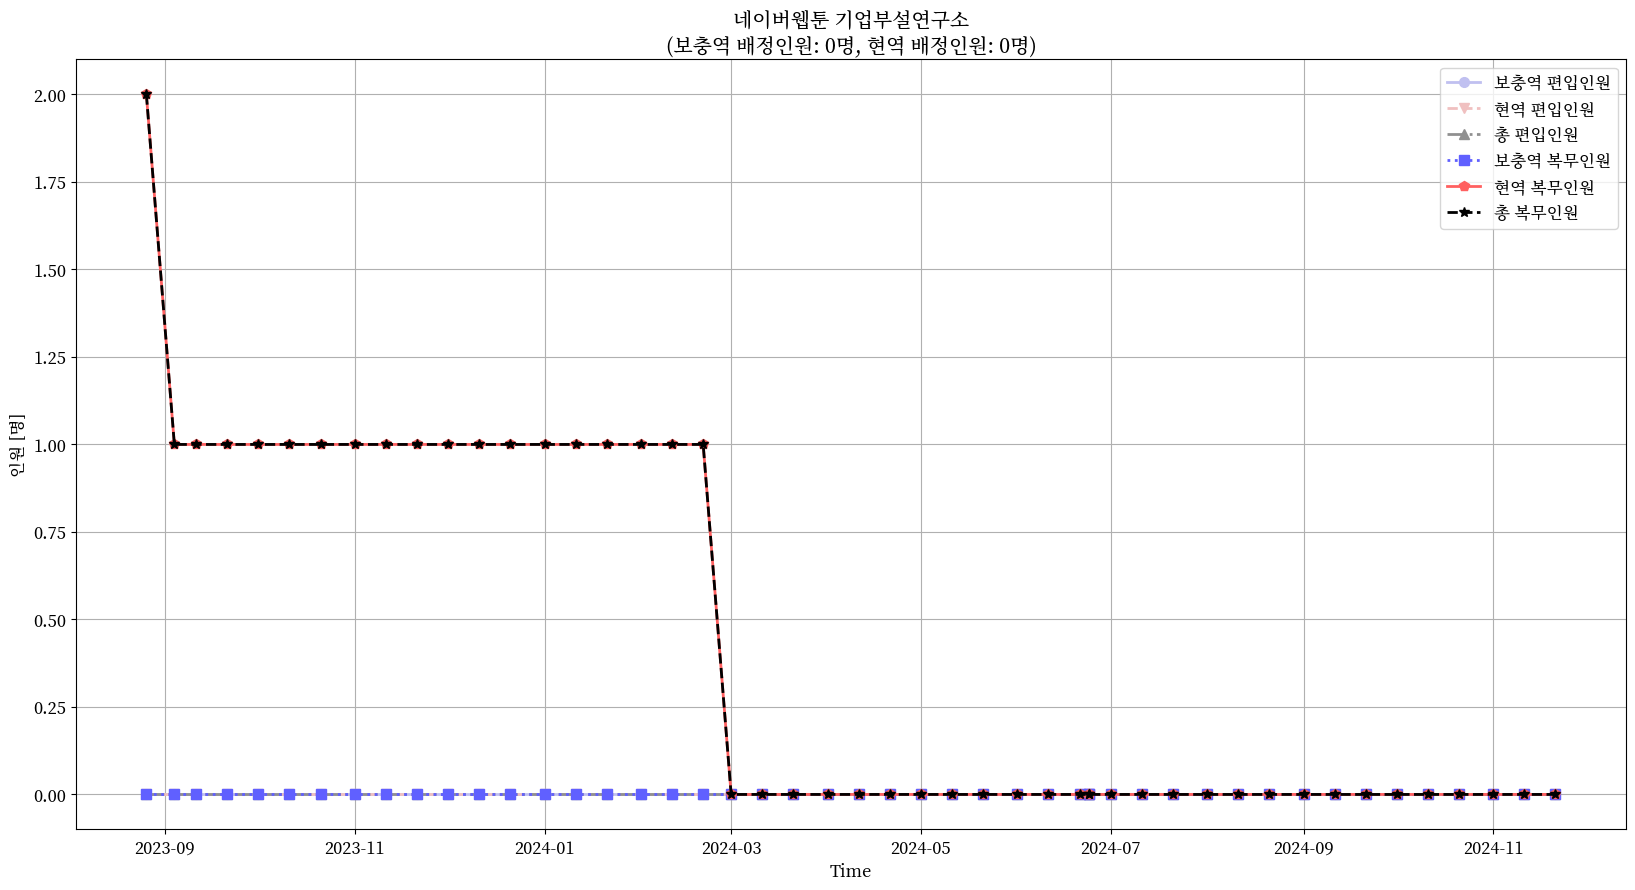 네이버웹툰 기업부설연구소
(보충역 배정인원: 0명, 현역 배정인원: 0명)
보충역 편입인원
현역 편입인원
총 편입인원
보충역 복무인원
현역 복무인원
총 복무인원
인원 [명]
2.00
1.75
1.50
1.25
1.00
0.75
0.50
0.25
0.00
2023-09
2023-11
2024-01
2024-03
2024-05
2024-07
2024-09
2024-11
Time